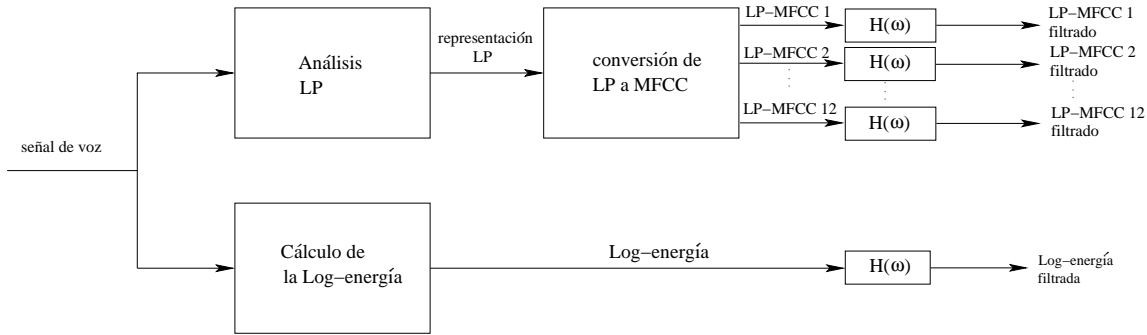 señal de voz
Análisis
LP
representación
LP
conversión de
LP a MFCC
LP−MFCC 1
H(ω)
LP−MFCC 1
filtrado
LP−MFCC 2
H(ω)
LP−MFCC 2
filtrado
LP−MFCC 12
H(ω)
LP−MFCC 12
filtrado
Cálculo de
la Log−energía
Log−energía
H(ω)
Log−energía
filtrada